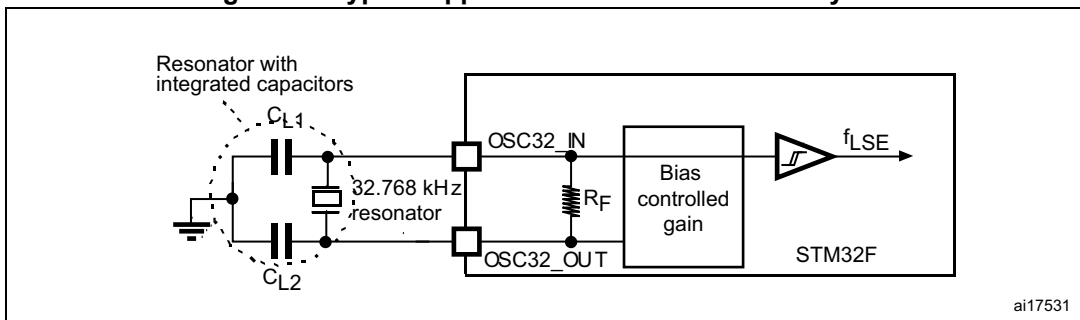 Resonator with
integrated capacitors
CL1
OSC32_IN
fLSE
32.768 kHz
resonator
RF
Bias
controlled
gain
STM32F
OSC32_OUT
CL2
ai17531